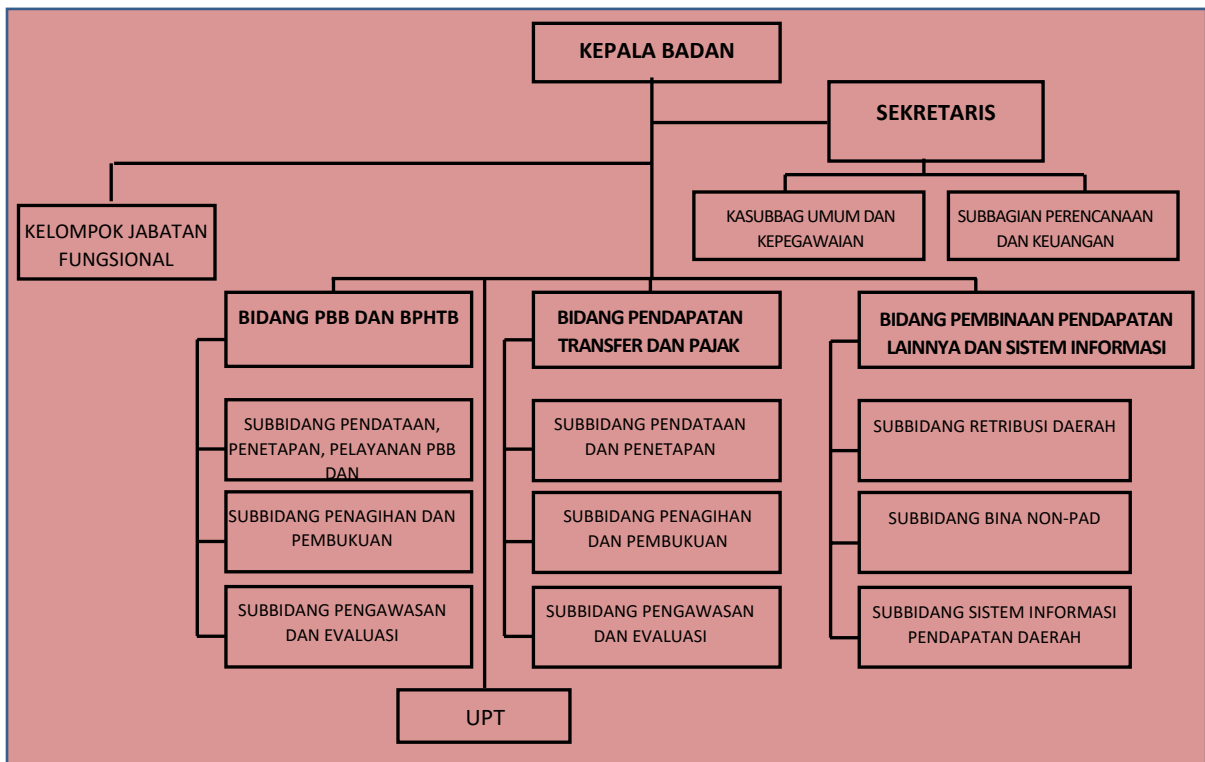 KEPALA BADAN
SEKRETARIS
KELOMPOK JABATAN
FUNGSIONAL
KASUBBAG UMUM DAN
KEPEGAWAIAN
SUBBAGIAN PERENCANAAN
DAN KEUANGAN
BIDANG PBB DAN BPHTB
BIDANG PENDAPATAN
TRANSFER DAN PAJAK
BIDANG PEMBINAAN PENDAPATAN
LAINNYA DAN SISTEM INFORMASI
SUBBIDANG PENDATAAN,
PENETAPAN, PELAYANAN PBB
DAN
SUBBIDANG PENDATAAN
DAN PENETAPAN
SUBBIDANG RETRIBUSI DAERAH
SUBBIDANG PENAGIHAN DAN
PEMBUKUAN
SUBBIDANG PENAGIHAN
DAN PEMBUKUAN
SUBBIDANG BINA NON-PAD
SUBBIDANG PENGAWASAN
DAN EVALUASI
SUBBIDANG PENGAWASAN
DAN EVALUASI
SUBBIDANG SISTEM INFORMASI
PENDAPATAN DAERAH
UPT